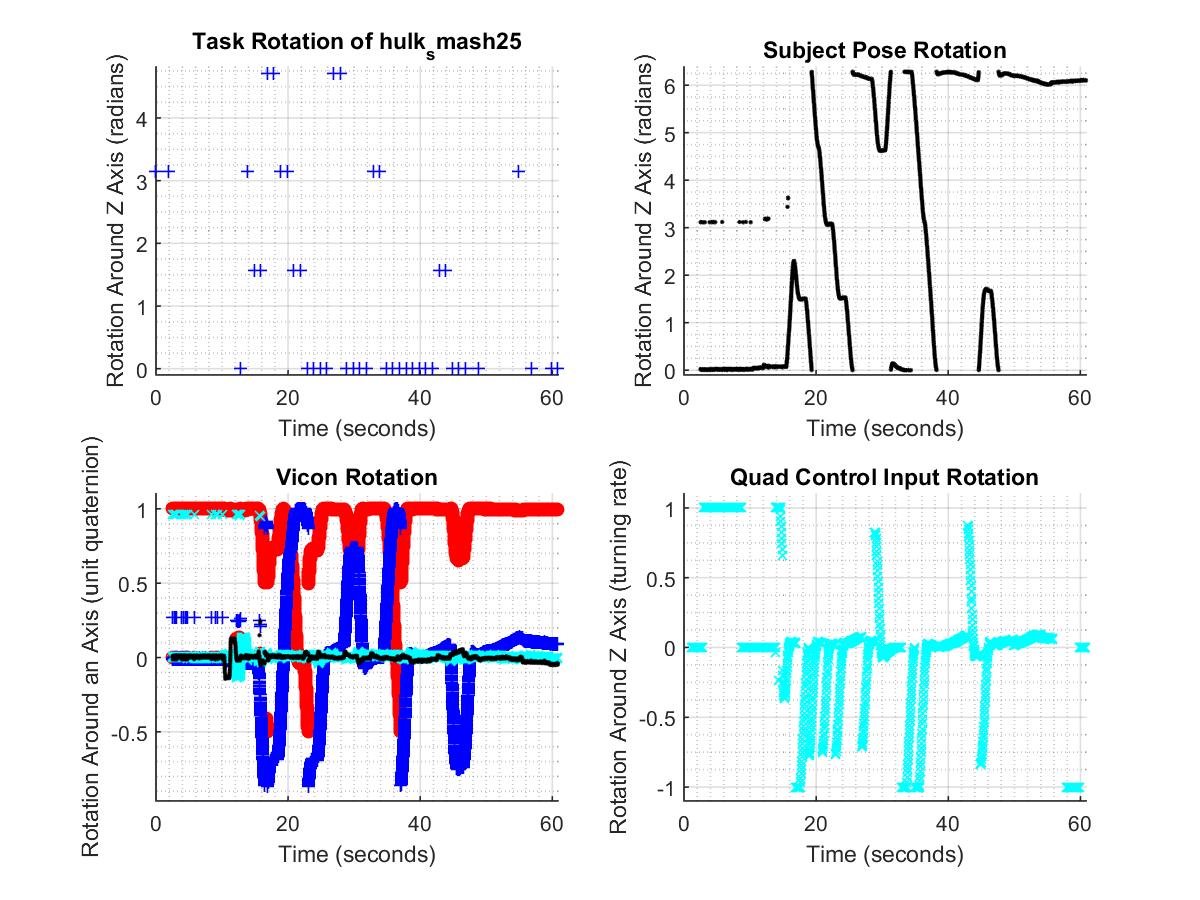 Task Rotation of hulksmash25
Rotation Around Z Axis (radians)
4
3
2
1
0
0 20 40 60
Time (seconds)
Subject Pose Rotation
Rotation Around Z Axis (radians)
6
5
4
3
2
1
0
0 20 40 60
Time (seconds)
Vicon Rotation
Rotation Around an Axis (unit quaternion)
1
0.5
0
-0.5
0 20 40 60
Time (seconds)
Quad Control Input Rotation
Rotation Around Z Axis (turning rate)
1
0.5
0
-0.5
-1
0 20 40 60
Time (seconds)